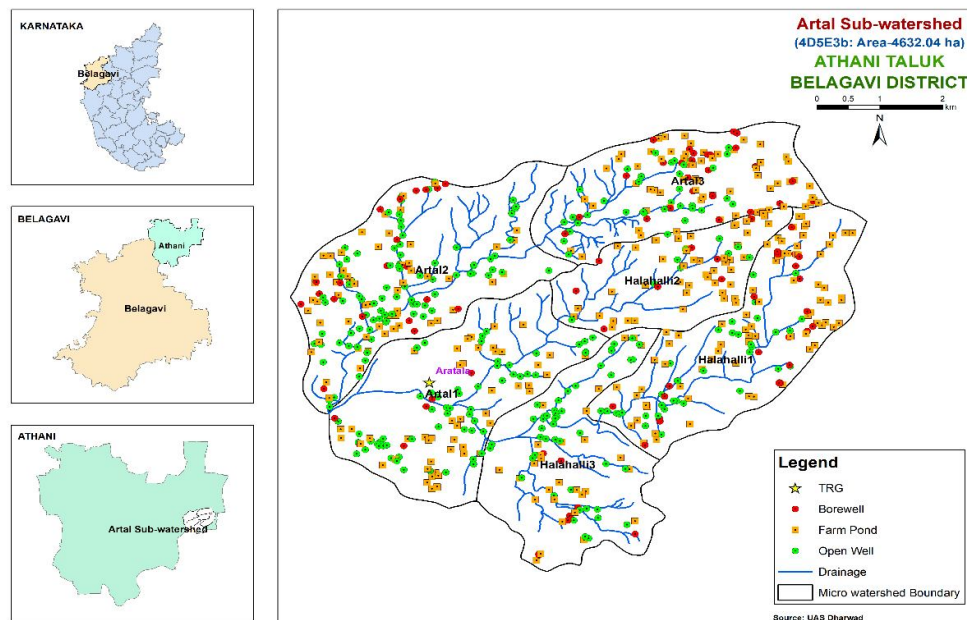 KARNATAKA
Belagavi
BELAGAVI
Athani
Belagavi
ATHANI
Artal Sub-watershed
Artal Sub-watershed
(4D5E3b: Area-4632.04 ha)
ATHANI TALUK
BELAGAVI DISTRICT
0 0.5 1 2
km
N
Artal3
Artal2
Halahalli2
Halahalli1
Aratala
Artal1
Halahalli3
Legend
TRG
Borewell
Farm Pond
Open Well
Drainage
Micro watershed Boundary
Source: UAS Dharwad